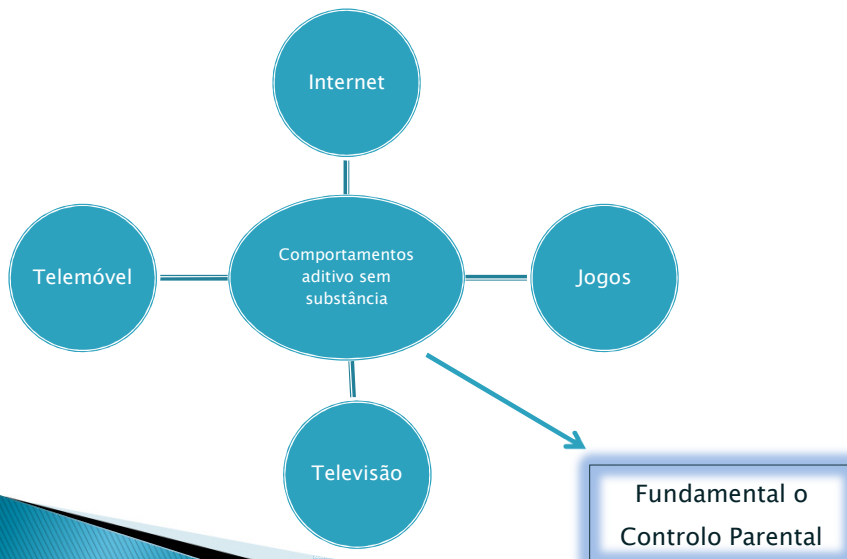 Internet
Telemóvel
Comportamentos
aditivo sem
substância
Jogos
Televisão
Fundamental o
Controlo Parental